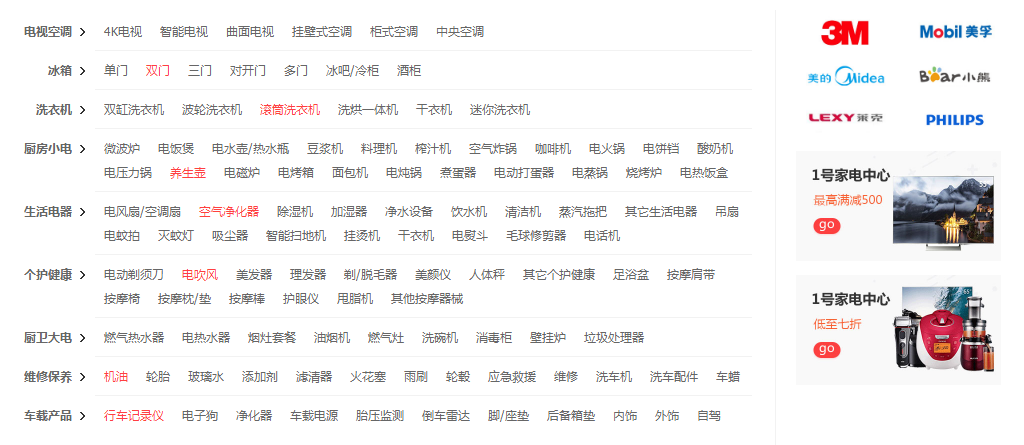 电视空调 > 4K电视 智能电视 曲面电视 挂壁式空调 柜式空调 中央空调
冰箱 > 单门 双门 三门 对开门 多门 冰吧/冷柜 酒柜
洗衣机 > 双缸洗衣机 波轮洗衣机 滚筒洗衣机 洗烘一体机 干衣机 迷你洗衣机
厨房小电 > 微波炉 电饭煲 电水壶/热水瓶 豆浆机 料理机 榨汁机 空气炸锅 咖啡机 电火锅 电饼铛 酸奶机
电压力锅 养生壶 电磁炉 电烤箱 面包机 电炖锅 煮蛋器 电动打蛋器 电蒸锅 烧烤炉 电热饭盒
生活电器 > 电风扇/空调扇 空气净化器 除湿机 加湿器 净水设备 饮水机 清洁机 蒸汽拖把 其它生活电器 吊扇
电蚊拍 灭蚊灯 吸尘器 智能扫地机 挂烫机 干衣机 电熨斗 毛球修剪器 电话机
个护健康 > 电动剃须刀 电吹风 美发器 理发器 剃/脱毛器 美颜仪 人体秤 其它个护健康 足浴盆 按摩肩带
按摩椅 按摩枕/垫 按摩棒 护眼仪 甩脂机 其他按摩器械
厨卫大电 > 燃气热水器 电热水器 烟灶套餐 油烟机 燃气灶 洗碗机 消毒柜 壁挂炉 垃圾处理器
维修保养 > 机油 轮胎 玻璃水 添加剂 滤清器 火花塞 雨刷 轮毂 应急救援 维修 洗车机 洗车配件 车蜡
车载产品 > 行车记录仪 电子狗 净化器 车载电源 胎压监测 倒车雷达 脚/座垫 后备箱垫 内饰 外饰 自驾
3M Mobil 美孚
美的 Midea Bear小熊
LEXY 莱克 PHILIPS
1号家电中心
最高满减500
go
1号家电中心
低至七折
go